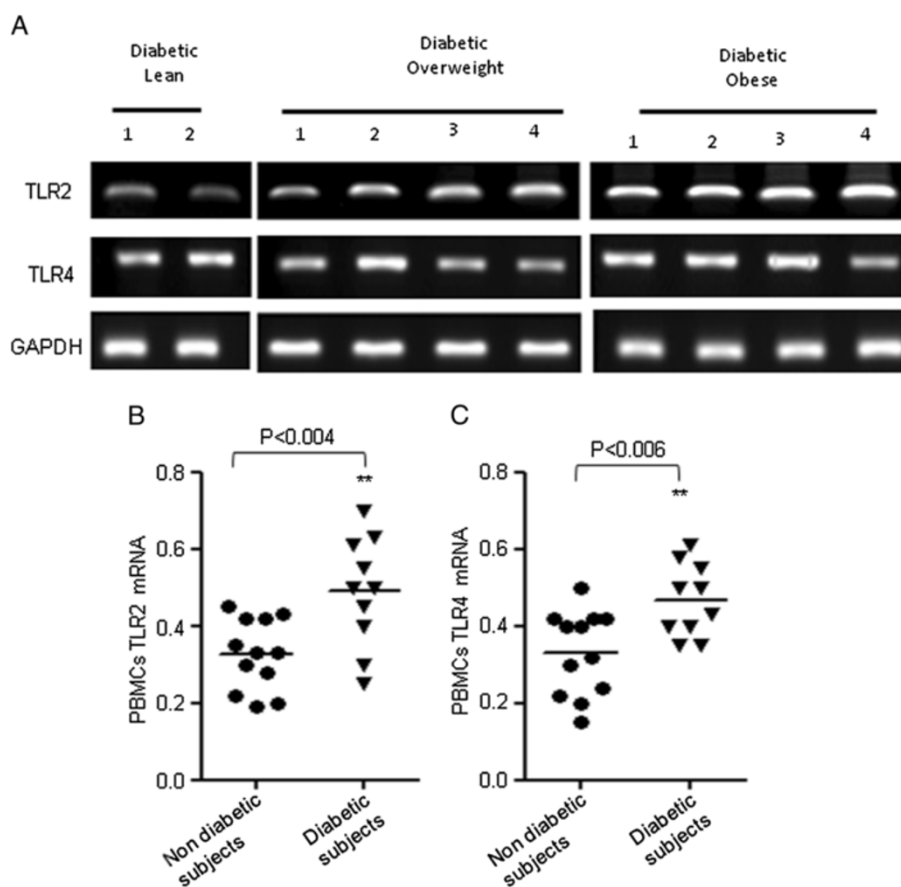 A
Diabetic
Lean
Diabetic
Overweight
Diabetic
Obese
1 2 1 2 3 4 1 2 3 4
TLR2
TLR4
GAPDH
B
P<0.004
**
PBMCs TLR2 mRNA
0.8
0.6
0.4
0.2
0.0
Non diabetic
subjects
Diabetic
subjects
C
P<0.006
**
PBMCs TLR4 mRNA
0.8
0.6
0.4
0.2
0.0
Non diabetic
subjects
Diabetic
subjects